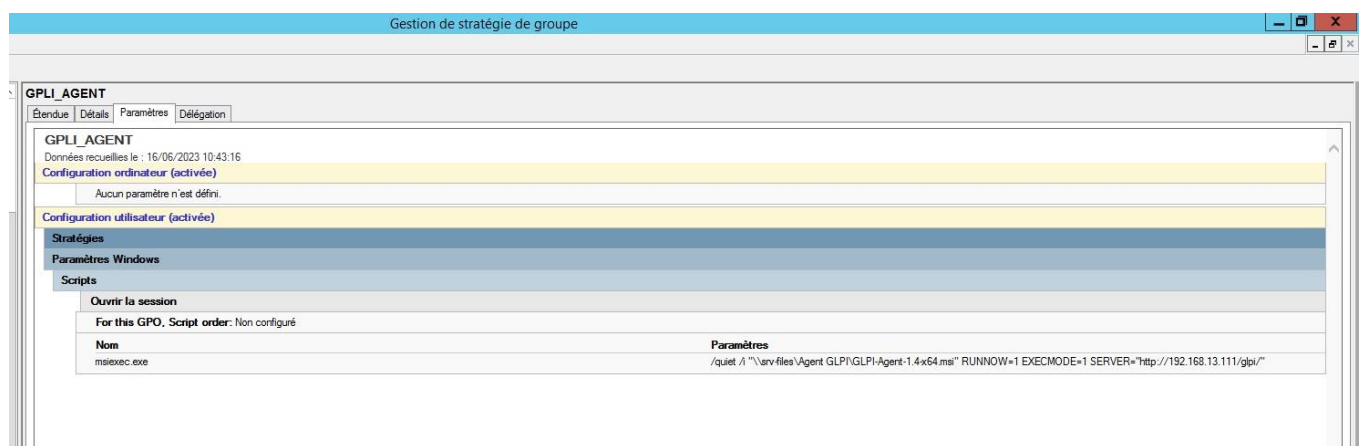 Gestion de stratégie de groupe
GPLI_AGENT
Étendue Détails Paramètres Délégation
GPLI_AGENT
Données recueillies le : 16/06/2023 10:43:16
Configuration ordinateur (activée)
Aucun paramètre n'est défini.
Configuration utilisateur (activée)
Stratégies
Paramètres Windows
Scripts
Ouvrir la session
For this GPO, Script order: Non configuré
Nom Paramètres
msiexec.exe /quiet /i "\\srv-files\Agent GLPI\GLPI-Agent-1.4-x64.msi" RUNNOW=1 EXECMODE=1 SERVER="http://192.168.13.111/glpi/"